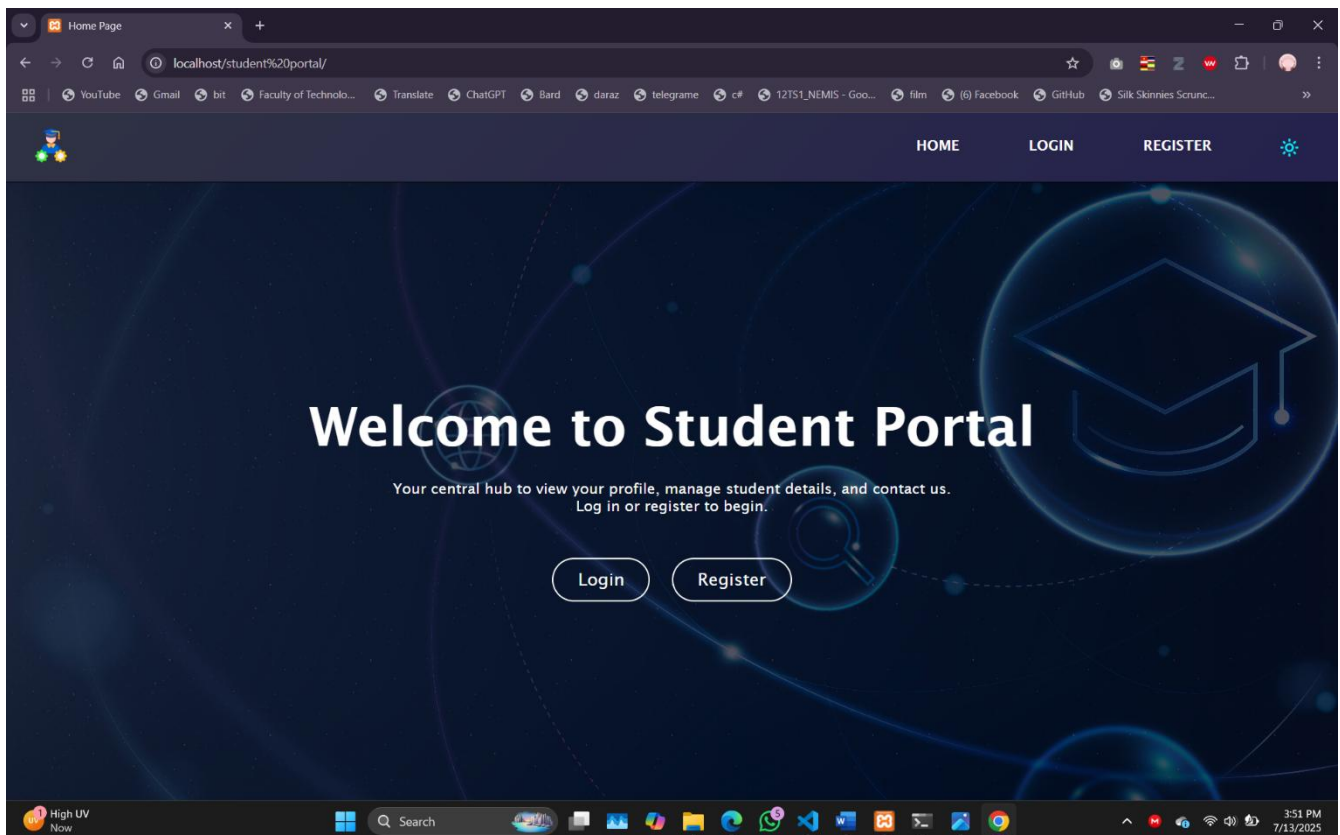 Home Page
localhost/student%20portal/
YouTube Gmail bit Faculty of Technolo... Translate ChatGPT Bard daraz telegrame c# 12TS1_NEMIS - Goo... film (6) Facebook GitHub Silk Skinnies Scrunc...
HOME LOGIN REGISTER
Welcome to Student Portal
Your central hub to view your profile, manage student details, and contact us.
Log in or register to begin.
Login Register
High UV
Now
Search
5
3:51 PM
7/13/2025